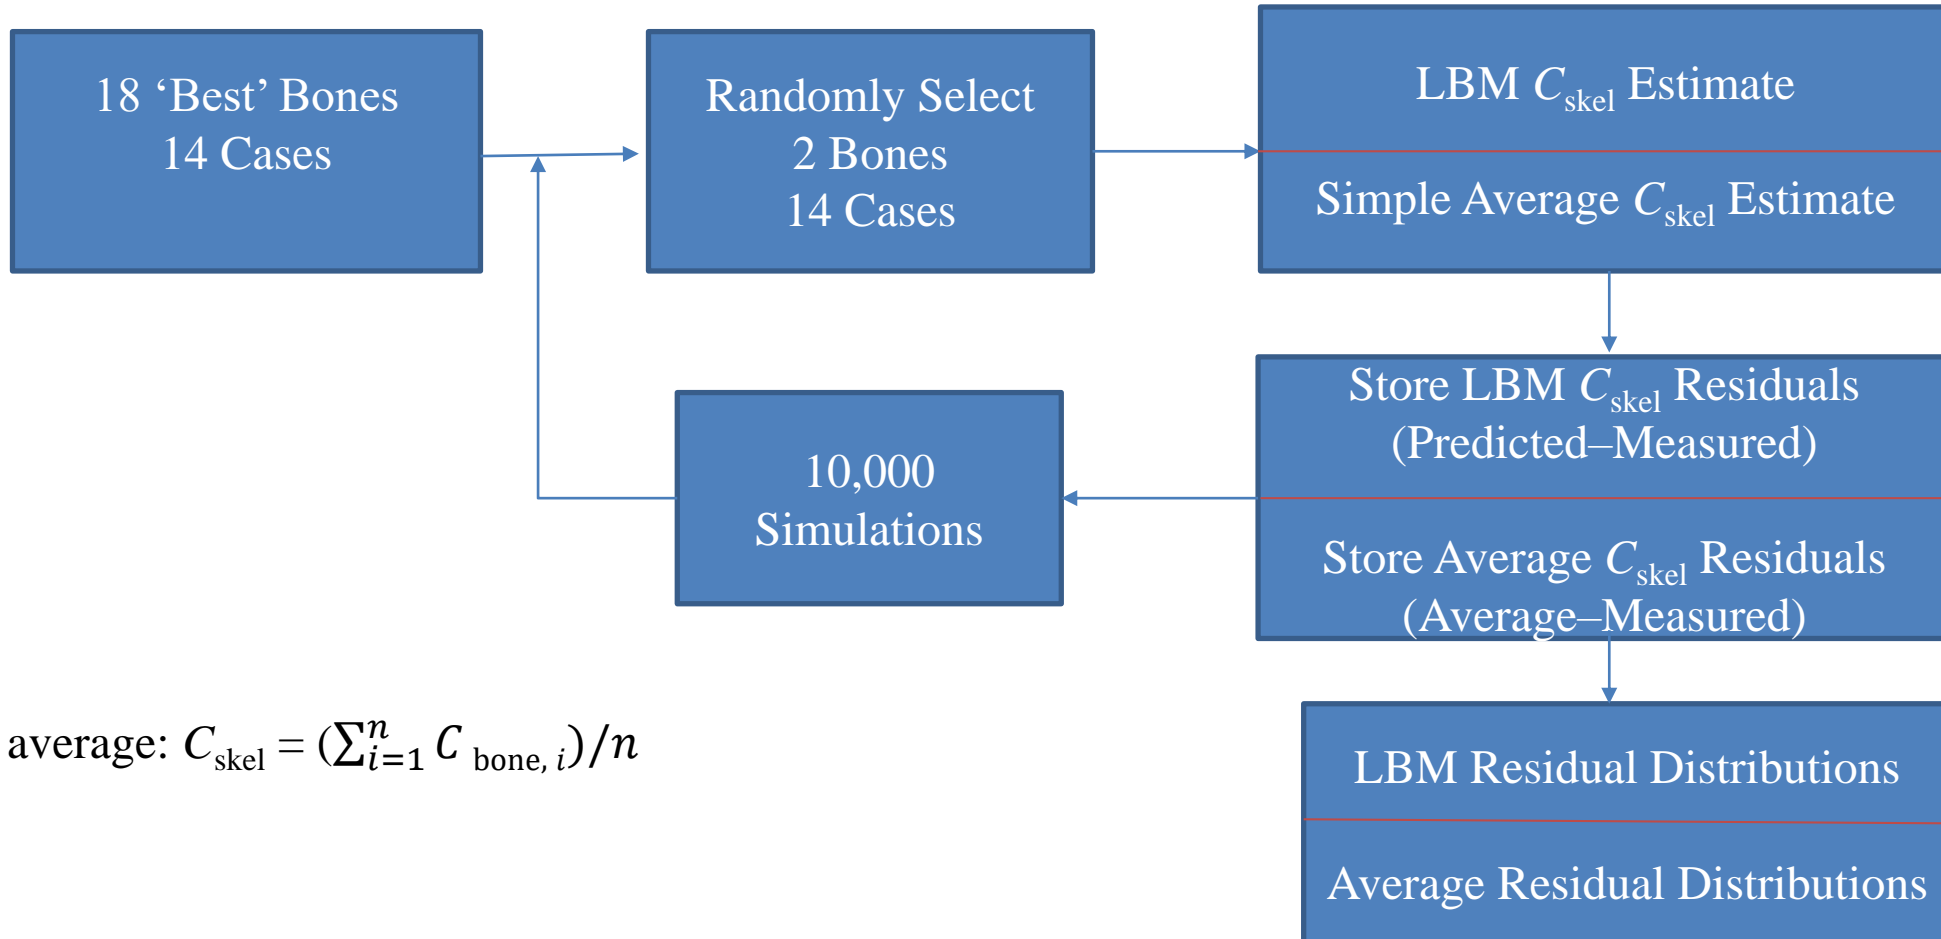 18 ‘Best’ Bones
14 Cases
Randomly Select
2 Bones
14 Cases
LBM C_skel Estimate
Simple Average C_skel Estimate
Store LBM C_skel Residuals
(Predicted–Measured)
Store Average C_skel Residuals
(Average–Measured)
10,000
Simulations
LBM Residual Distributions
Average Residual Distributions
average: C_skel = (∑_{i=1}^{n} C_{bone, i})/n